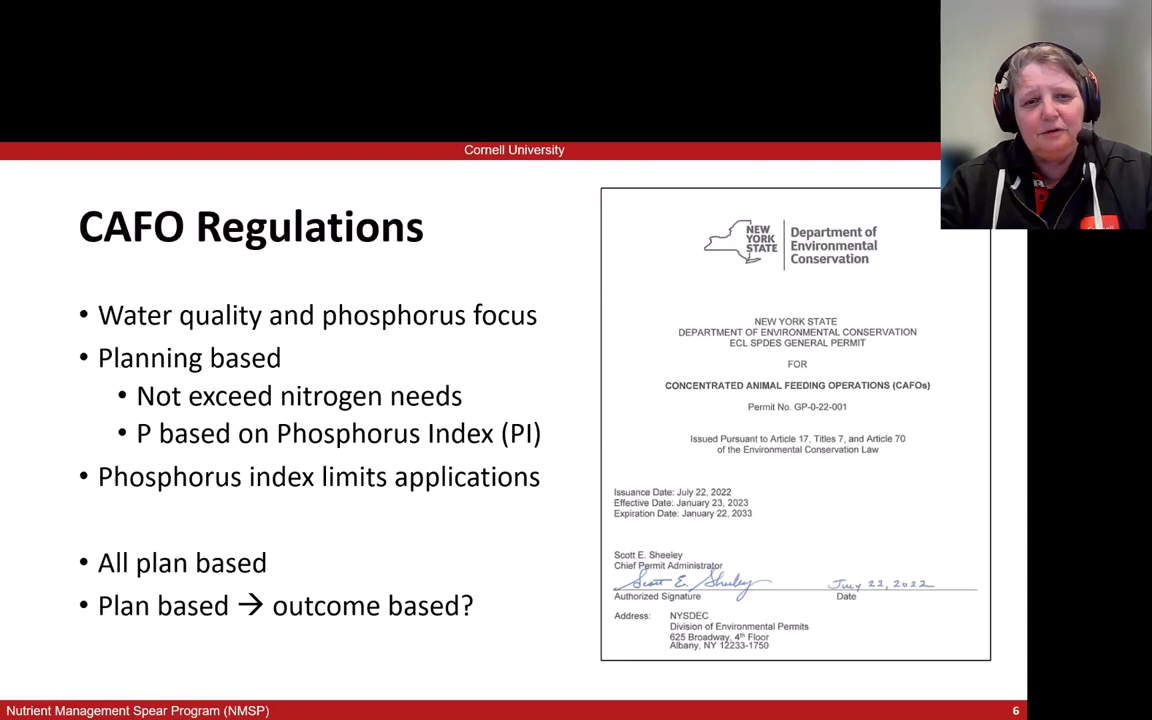 Cornell University
CAFO Regulations
• Water quality and phosphorus focus
• Planning based
• Not exceed nitrogen needs
• P based on Phosphorus Index (PI)
• Phosphorus index limits applications
• All plan based
• Plan based → outcome based?
NEW
YORK
STATE
Department of
Environmental
Conservation
NEW YORK STATE
DEPARTMENT OF ENVIRONMENTAL CONSERVATION
ECL SPDES GENERAL PERMIT
FOR
CONCENTRATED ANIMAL FEEDING OPERATIONS (CAFOs)
Permit No. GP-0-22-001
Issued Pursuant to Article 17, Titles 7, and Article 70
of the Environmental Conservation Law
Issuance Date: July 22, 2022
Effective Date: January 23, 2023
Expiration Date: January 22, 2033
Scott E. Sheeley
Chief Permit Administrator
Scott E. Sheeley July 22, 2022
Authorized Signature Date
Address: NYSDEC
Division of Environmental Permits
625 Broadway, 4th Floor
Albany, NY 12233-1750
Nutrient Management Spear Program (NMSP) 6